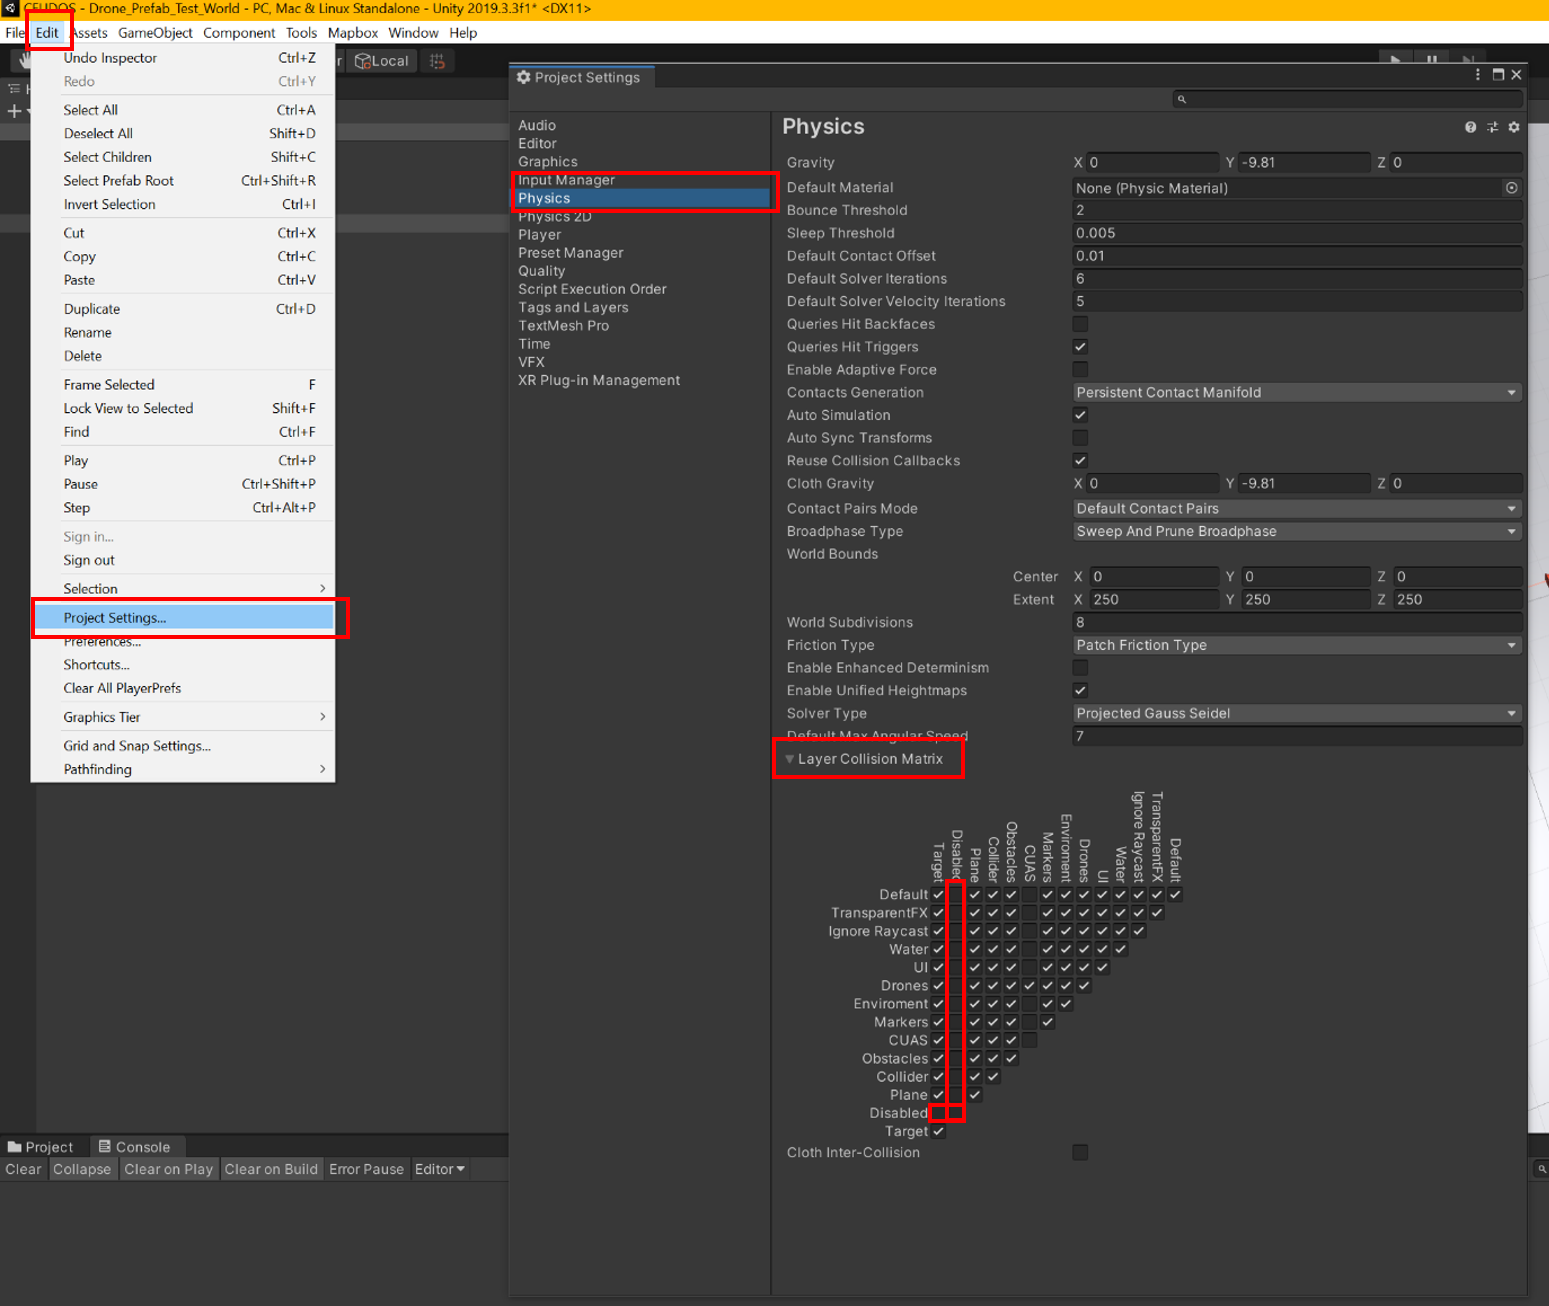 CEUDOS - Drone_Prefab_Test_World - PC, Mac & Linux Standalone - Unity 2019.3.3f1* <DX11>
File Edit Assets GameObject Component Tools Mapbox Window Help
Local
Undo Inspector Ctrl+Z
Redo Ctrl+Y
Select All Ctrl+A
Deselect All Shift+D
Select Children Shift+C
Select Prefab Root Ctrl+Shift+R
Invert Selection Ctrl+I
Cut Ctrl+X
Copy Ctrl+C
Paste Ctrl+V
Duplicate Ctrl+D
Rename
Delete
Frame Selected F
Lock View to Selected Shift+F
Find Ctrl+F
Play Ctrl+P
Pause Ctrl+Shift+P
Step Ctrl+Alt+P
Sign in...
Sign out
Selection
Project Settings...
Preferences...
Shortcuts...
Clear All PlayerPrefs
Graphics Tier
Grid and Snap Settings...
Pathfinding
Project Settings
Audio
Editor
Graphics
Input Manager
Physics
Physics 2D
Player
Preset Manager
Quality
Script Execution Order
Tags and Layers
TextMesh Pro
Time
VFX
XR Plug-in Management
Physics
Gravity X 0 Y -9.81 Z 0
Default Material None (Physic Material)
Bounce Threshold 2
Sleep Threshold 0.005
Default Contact Offset 0.01
Default Solver Iterations 6
Default Solver Velocity Iterations 5
Queries Hit Backfaces
Queries Hit Triggers
Enable Adaptive Force
Contacts Generation Persistent Contact Manifold
Auto Simulation
Auto Sync Transforms
Reuse Collision Callbacks
Cloth Gravity X 0 Y -9.81 Z 0
Contact Pairs Mode Default Contact Pairs
Broadphase Type Sweep And Prune Broadphase
World Bounds
Center X 0 Y 0 Z 0
Extent X 250 Y 250 Z 250
World Subdivisions 8
Friction Type Patch Friction Type
Enable Enhanced Determinism
Enable Unified Heightmaps
Solver Type Projected Gauss Seidel
Default Max Angular Speed 7
Layer Collision Matrix
Target
Disabled
Plane
Collider
Obstacles
CUAS
Markers
Enviroment
Drones
UI
Water
Ignore Raycast
TransparentFX
Default
Default
TransparentFX
Ignore Raycast
Water
UI
Drones
Enviroment
Markers
CUAS
Obstacles
Collider
Plane
Disabled
Target
Cloth Inter-Collision
Project Console
Clear Collapse Clear on Play Clear on Build Error Pause Editor